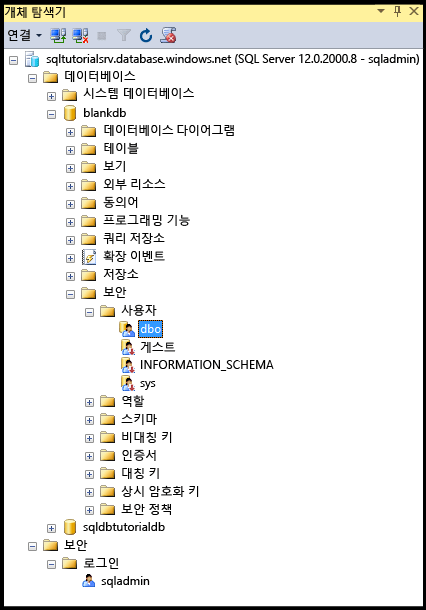 개체 탐색기
연결
sqltutorialsrv.database.windows.net (SQL Server 12.0.2000.8 - sqladmin)
데이터베이스
시스템 데이터베이스
blankdb
데이터베이스 다이어그램
테이블
보기
외부 리소스
동의어
프로그래밍 기능
쿼리 저장소
확장 이벤트
저장소
보안
사용자
dbo
게스트
INFORMATION_SCHEMA
sys
역할
스키마
비대칭 키
인증서
대칭 키
상시 암호화 키
보안 정책
sqldbtutorialdb
보안
로그인
sqladmin